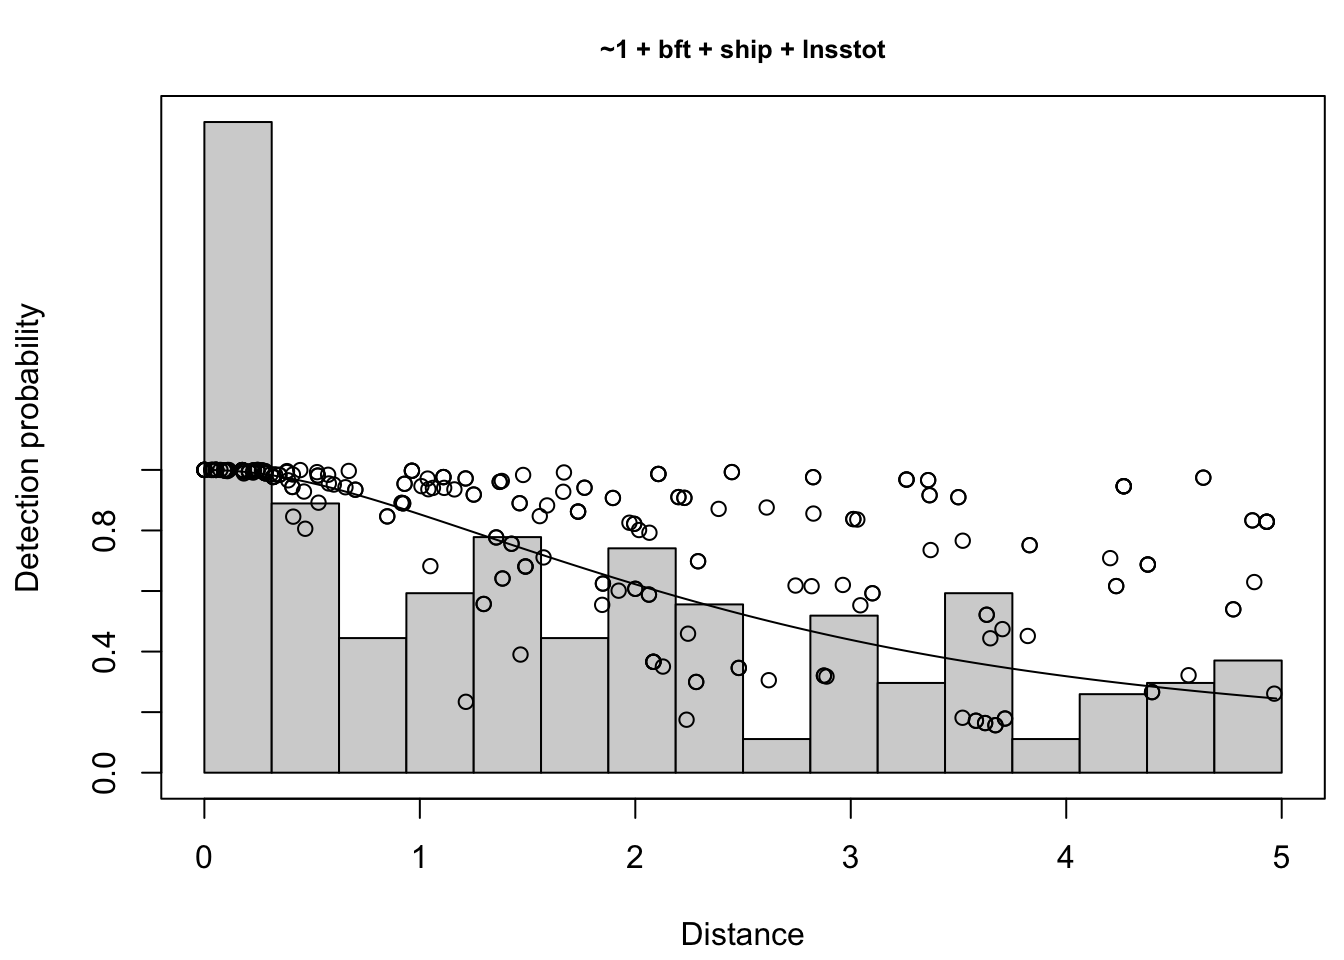 ~1 + bft + ship + lnsstot
Detection probability
0.8
0.4
0.0
0 1 2 3 4 5
Distance